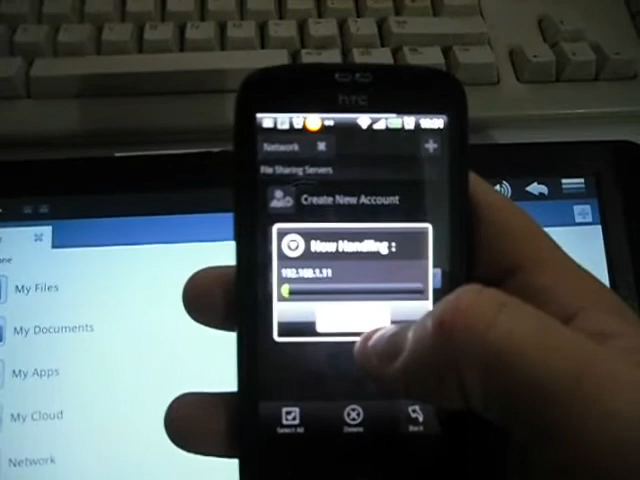 hTC
Network
File Sharing Servers
Create New Account
Now Handling :
192.168.1.11
Select All
Delete
Back
My Files
My Documents
My Apps
My Cloud
Network